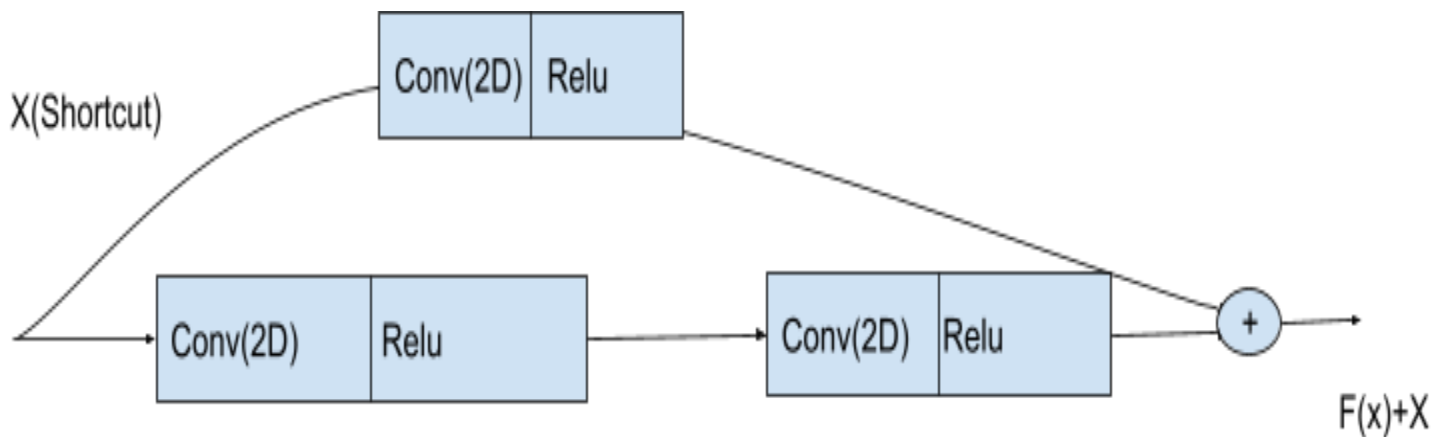 Conv(2D) Relu
X(Shortcut)
Conv(2D) Relu
Conv(2D) Relu
+
F(x)+X